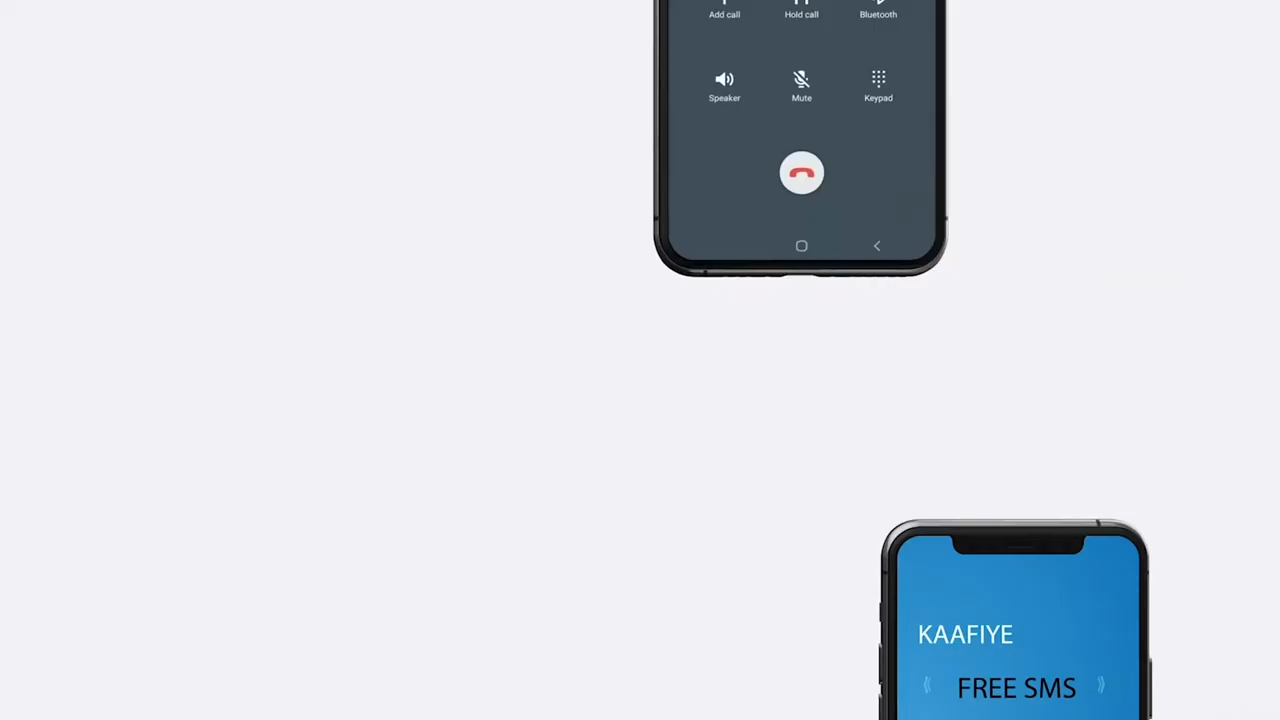 Add call Hold call Bluetooth
Speaker Mute Keypad
KAAFIYE
FREE SMS